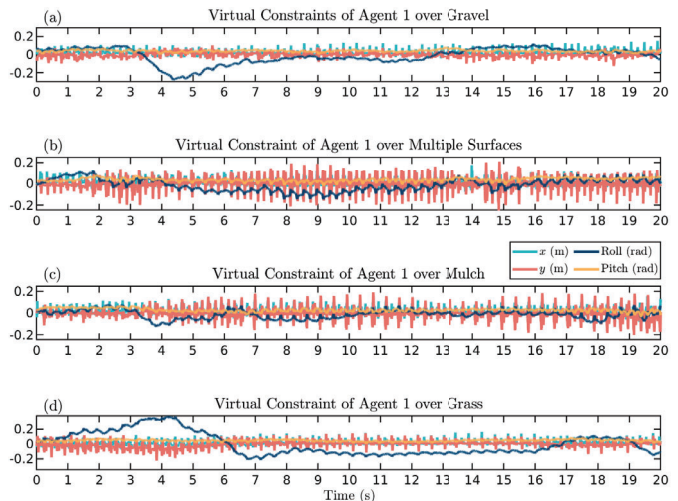 (a) Virtual Constraints of Agent 1 over Gravel
0.2
0
-0.2
0 1 2 3 4 5 6 7 8 9 10 11 12 13 14 15 16 17 18 19 20
(b) Virtual Constraint of Agent 1 over Multiple Surfaces
0.2
0
-0.2
0 1 2 3 4 5 6 7 8 9 10 11 12 13 14 15 16 17 18 19 20
x (m) Roll (rad)
y (m) Pitch (rad)
(c) Virtual Constraint of Agent 1 over Mulch
0.2
0
-0.2
0 1 2 3 4 5 6 7 8 9 10 11 12 13 14 15 16 17 18 19 20
(d) Virtual Constraint of Agent 1 over Grass
0.2
0
-0.2
0 1 2 3 4 5 6 7 8 9 10 11 12 13 14 15 16 17 18 19 20
Time (s)